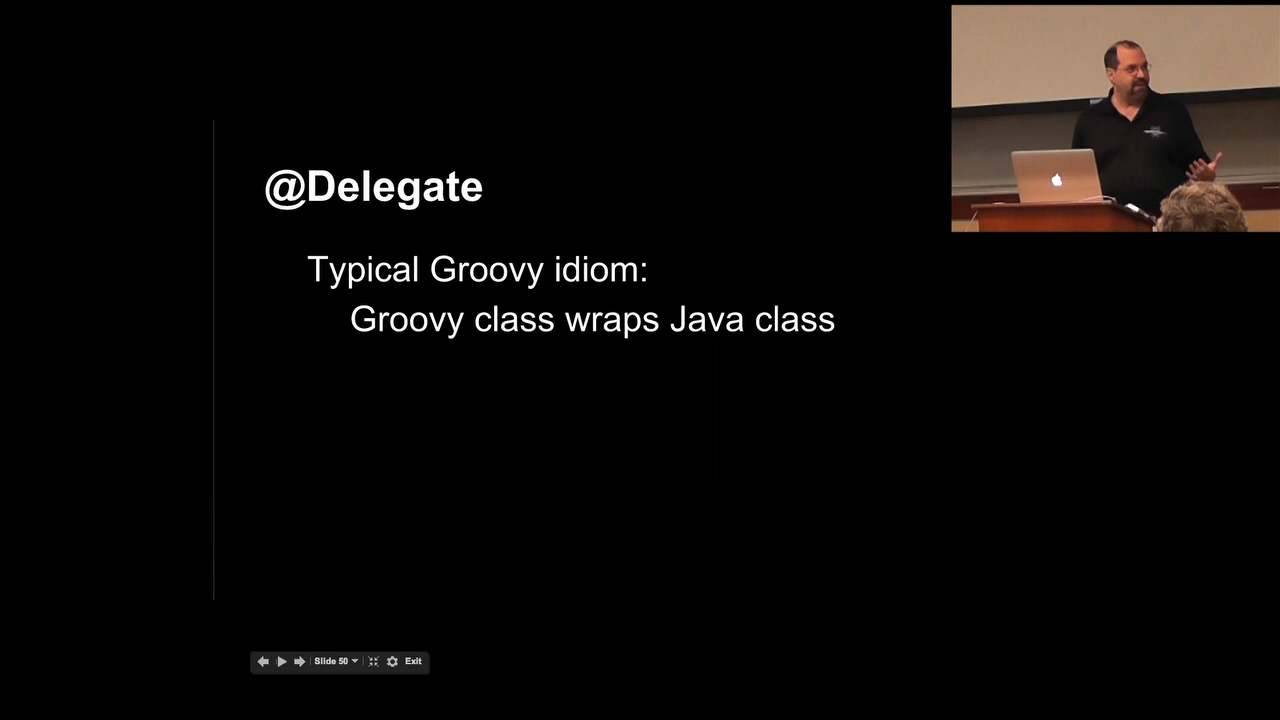 @Delegate
Typical Groovy idiom:
Groovy class wraps Java class
Slide 50
Exit